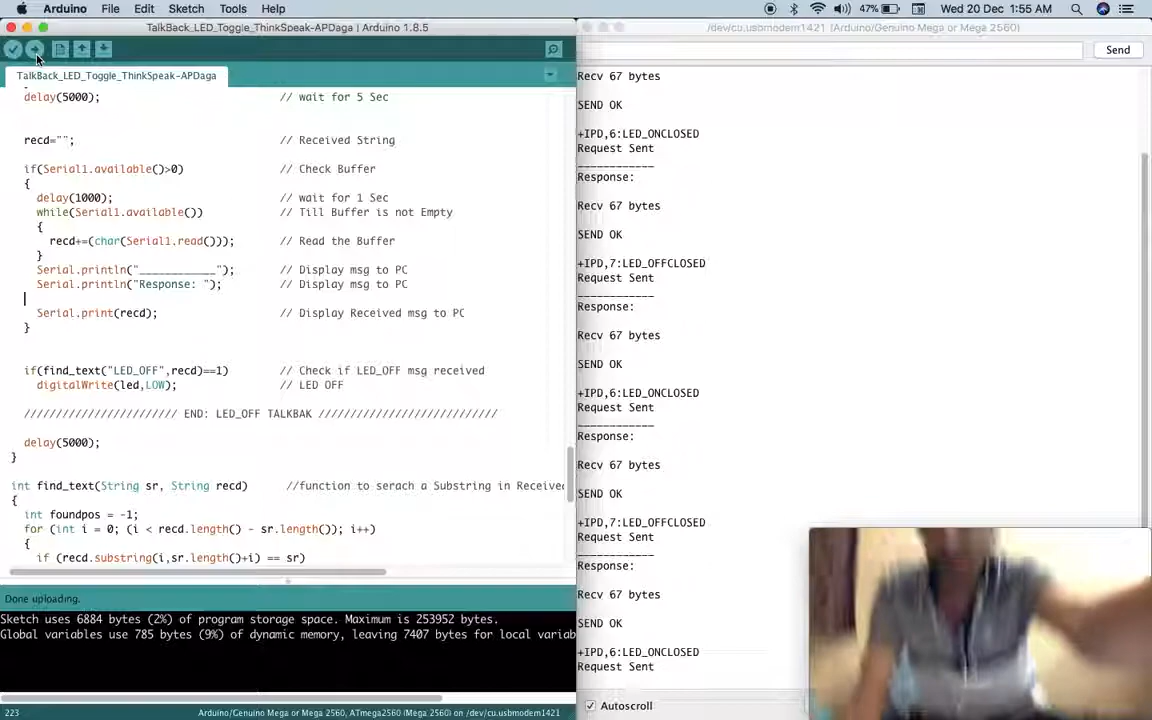 Arduino File Edit Sketch Tools Help 47% Wed 20 Dec 1:55 AM
TalkBack_LED_Toggle_ThinkSpeak-APDaga | Arduino 1.8.5
TalkBack_LED_Toggle_ThinkSpeak-APDaga
delay(5000); // wait for 5 Sec
recd=""; // Received String
if(Serial1.available()>0) // Check Buffer
{
delay(1000); // wait for 1 Sec
while(Serial1.available()) // Till Buffer is not Empty
{
recd+=(char(Serial1.read())); // Read the Buffer
}
Serial.println("____________"); // Display msg to PC
Serial.println("Response: "); // Display msg to PC
Serial.print(recd); // Display Received msg to PC
}
if(find_text("LED_OFF",recd)==1) // Check if LED_OFF msg received
digitalWrite(led,LOW); // LED OFF
//////////////////////// END: LED_OFF TALKBAK ////////////////////////////
delay(5000);
}
int find_text(String sr, String recd) //function to serach a Substring in Received
{
int foundpos = -1;
for (int i = 0; (i < recd.length() - sr.length()); i++)
{
if (recd.substring(i,sr.length()+i) == sr)
Done uploading.
Sketch uses 6884 bytes (2%) of program storage space. Maximum is 253952 bytes.
Global variables use 785 bytes (9%) of dynamic memory, leaving 7407 bytes for local variab
223 Arduino/Genuino Mega or Mega 2560, ATmega2560 (Mega 2560) on /dev/cu.usbmodem1421
/dev/cu.usbmodem1421 (Arduino/Genuino Mega or Mega 2560)
Send
Recv 67 bytes
SEND OK
+IPD,6:LED_ONCLOSED
Request Sent
____________
Response:
Recv 67 bytes
SEND OK
+IPD,7:LED_OFFCLOSED
Request Sent
____________
Response:
Recv 67 bytes
SEND OK
+IPD,6:LED_ONCLOSED
Request Sent
____________
Response:
Recv 67 bytes
SEND OK
+IPD,7:LED_OFFCLOSED
Request Sent
____________
Response:
Recv 67 bytes
SEND OK
+IPD,6:LED_ONCLOSED
Request Sent
Autoscroll